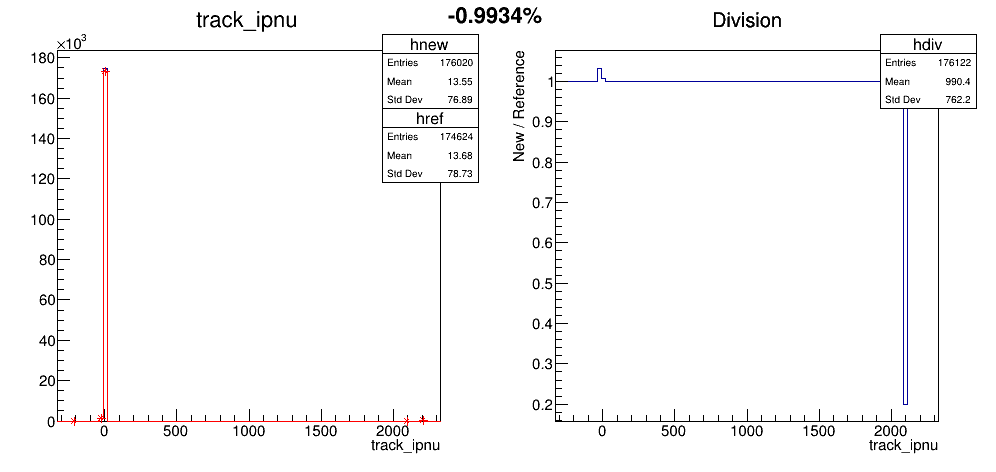 -0.9934%
track_ipnu
×10³
180
160
140
120
100
80
60
40
20
0
0
500
1000
1500
2000
track_ipnu
hnew
Entries 176020
Mean 13.55
Std Dev 76.89
href
Entries 174624
Mean 13.68
Std Dev 78.73
Division
New / Reference
1
0.9
0.8
0.7
0.6
0.5
0.4
0.3
0.2
0
500
1000
1500
2000
track_ipnu
hdiv
Entries 176122
Mean 990.4
Std Dev 762.2